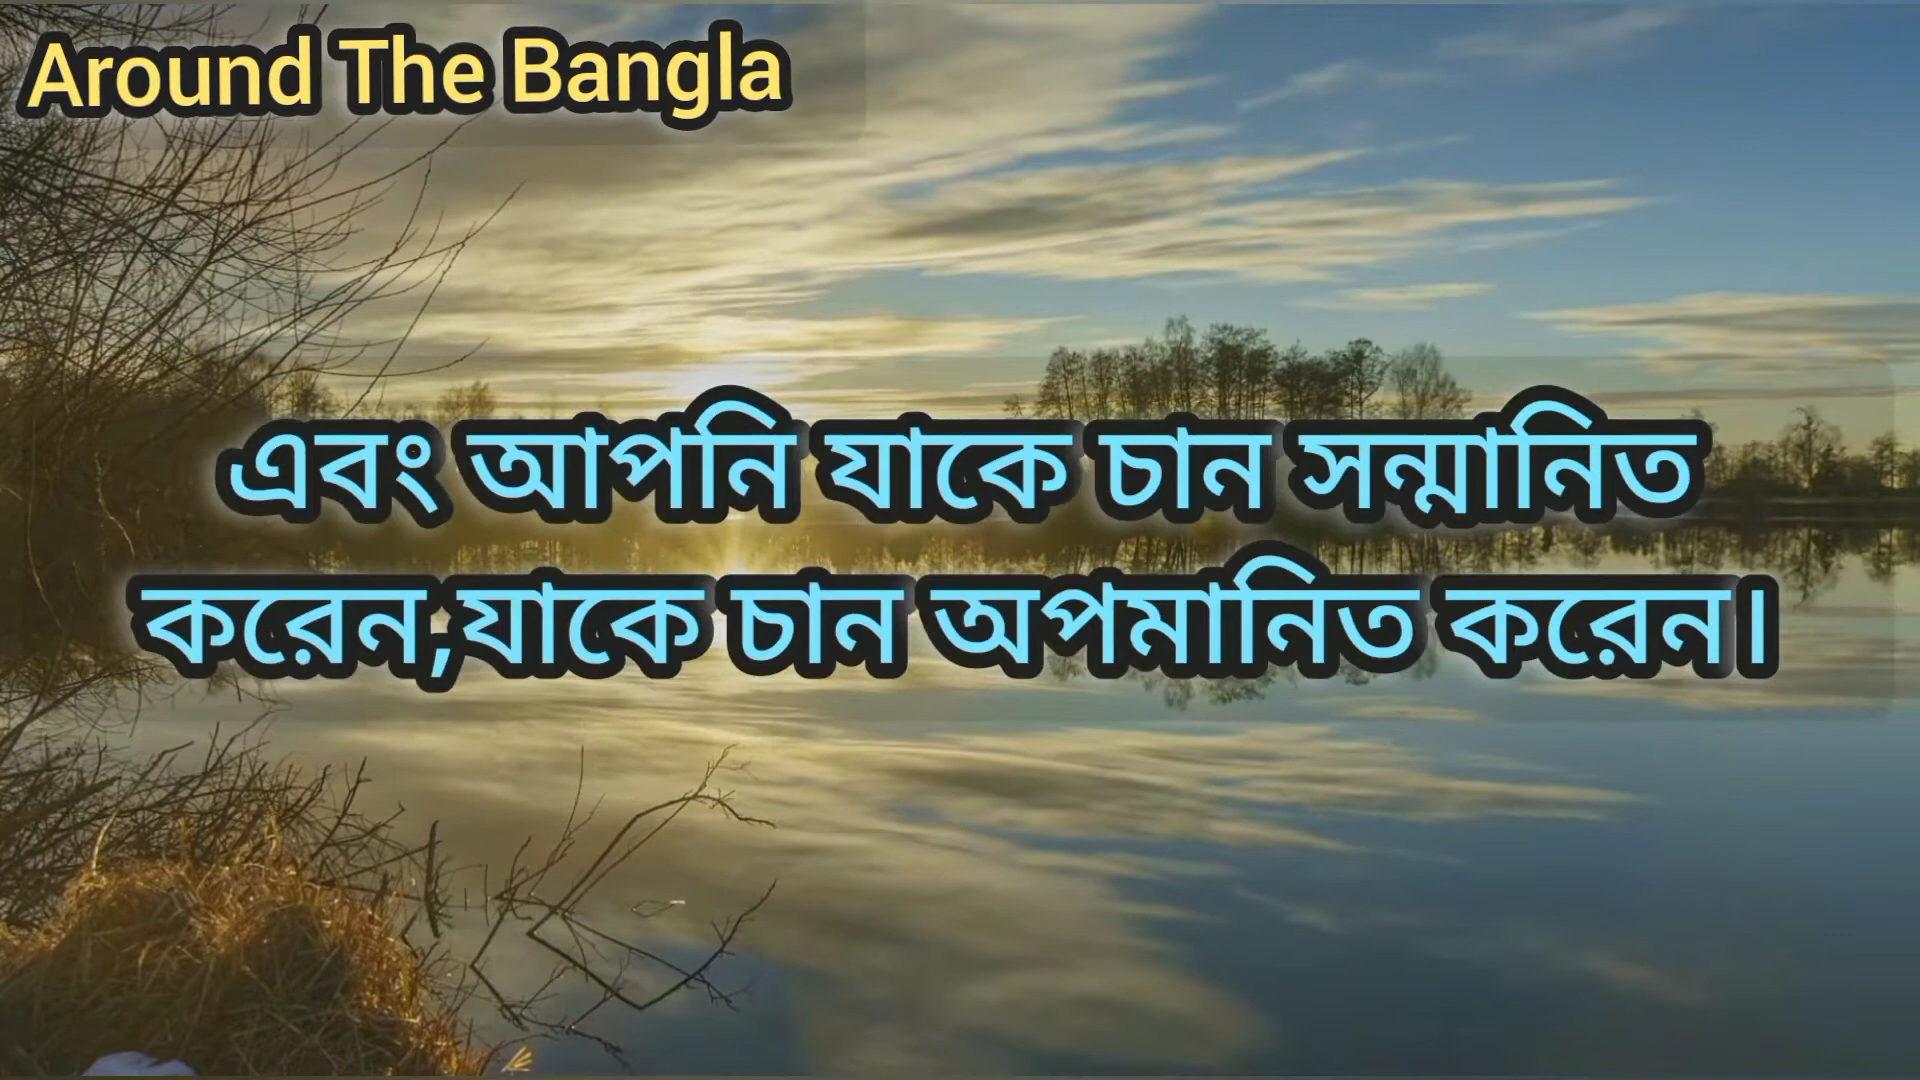 Around The Bangla
এবং আপনি যাকে চান সন্মানিত
করেন,যাকে চান অপমানিত করেন।